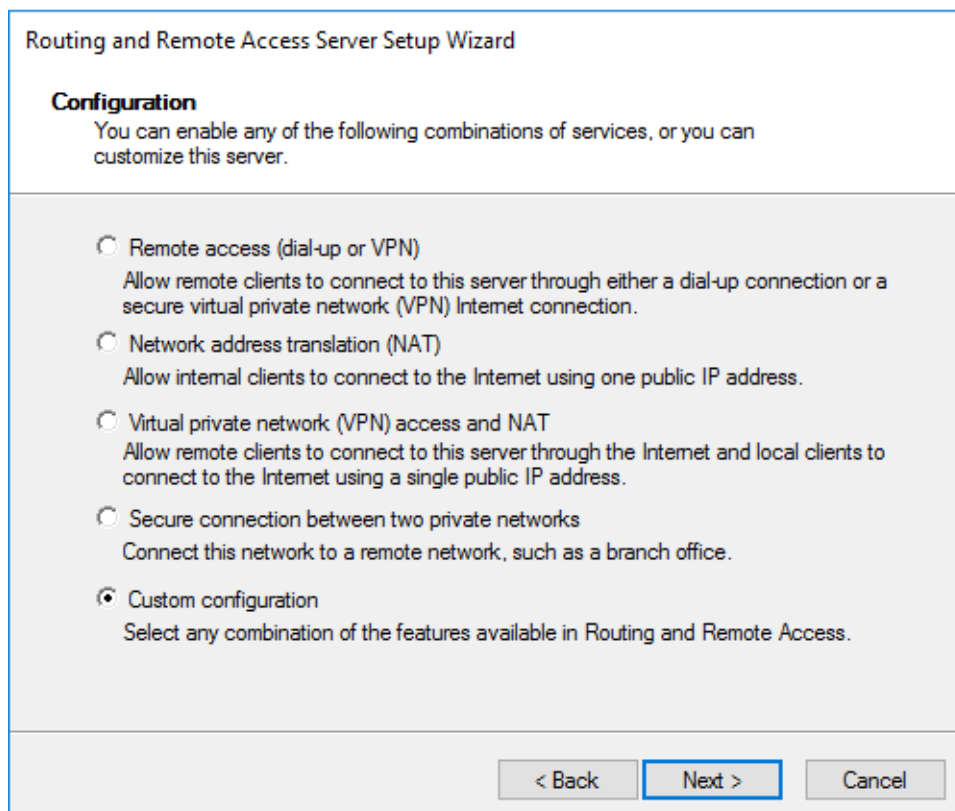 Routing and Remote Access Server Setup Wizard
Configuration
You can enable any of the following combinations of services, or you can
customize this server.
Remote access (dial-up or VPN)
Allow remote clients to connect to this server through either a dial-up connection or a
secure virtual private network (VPN) Internet connection.
Network address translation (NAT)
Allow internal clients to connect to the Internet using one public IP address.
Virtual private network (VPN) access and NAT
Allow remote clients to connect to this server through the Internet and local clients to
connect to the Internet using a single public IP address.
Secure connection between two private networks
Connect this network to a remote network, such as a branch office.
Custom configuration
Select any combination of the features available in Routing and Remote Access.
< Back Next > Cancel